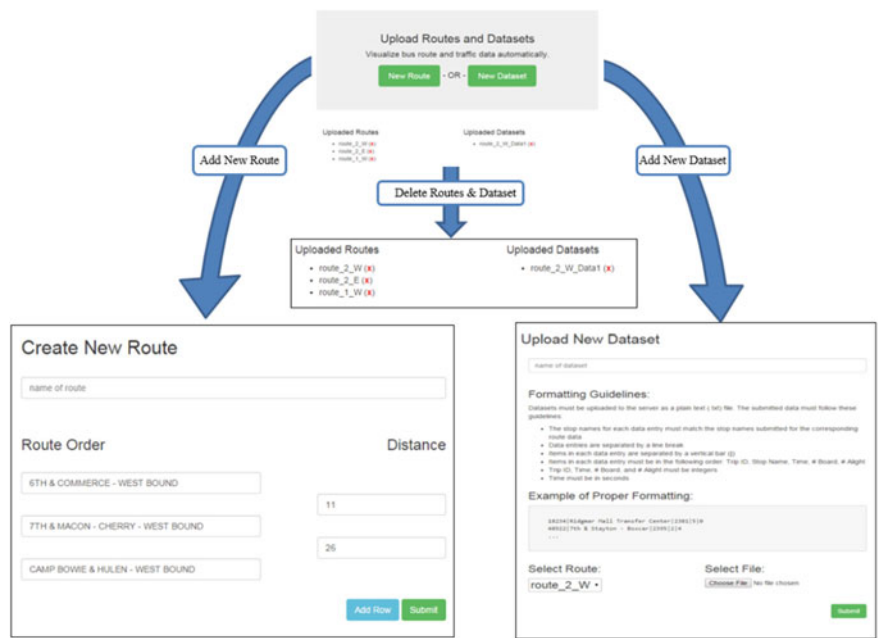 Upload Routes and Datasets
Visualize bus route and traffic data automatically.
New Route - OR - New Dataset
Add New Route
Add New Dataset
Uploaded Routes
Uploaded Datasets
• route_2_W (x)
• route_2_E (x)
• route_1_W (x)
• route_2_W_Data1 (x)
Delete Routes & Dataset
Uploaded Routes
Uploaded Datasets
• route_2_W (x)
• route_2_E (x)
• route_1_W (x)
• route_2_W_Data1 (x)
Create New Route
name of route
Route Order
Distance
6TH & COMMERCE - WEST BOUND
11
7TH & MACON - CHERRY - WEST BOUND
26
CAMP BOWIE & HULEN - WEST BOUND
Add Row
Submit
Upload New Dataset
name of dataset
Formatting Guidelines:
Datasets must be uploaded to the server as a plain text (.txt) file. The submitted data must follow these
guidelines:
• The stop names for each data entry must match the stop names submitted for the corresponding
route data
• Data entries are separated by a line break
• Items in each data entry are separated by a vertical bar (|)
• Items in each data entry must be in the following order: Trip ID, Stop Name, Time, # Board, # Alight
• Trip ID, Time, # Board, and # Alight must be integers
• Time must be in seconds
Example of Proper Formatting:
Transfer Center
7th &
...
Select Route:
route_2_W
Select File:
Choose File No file chosen
Submit